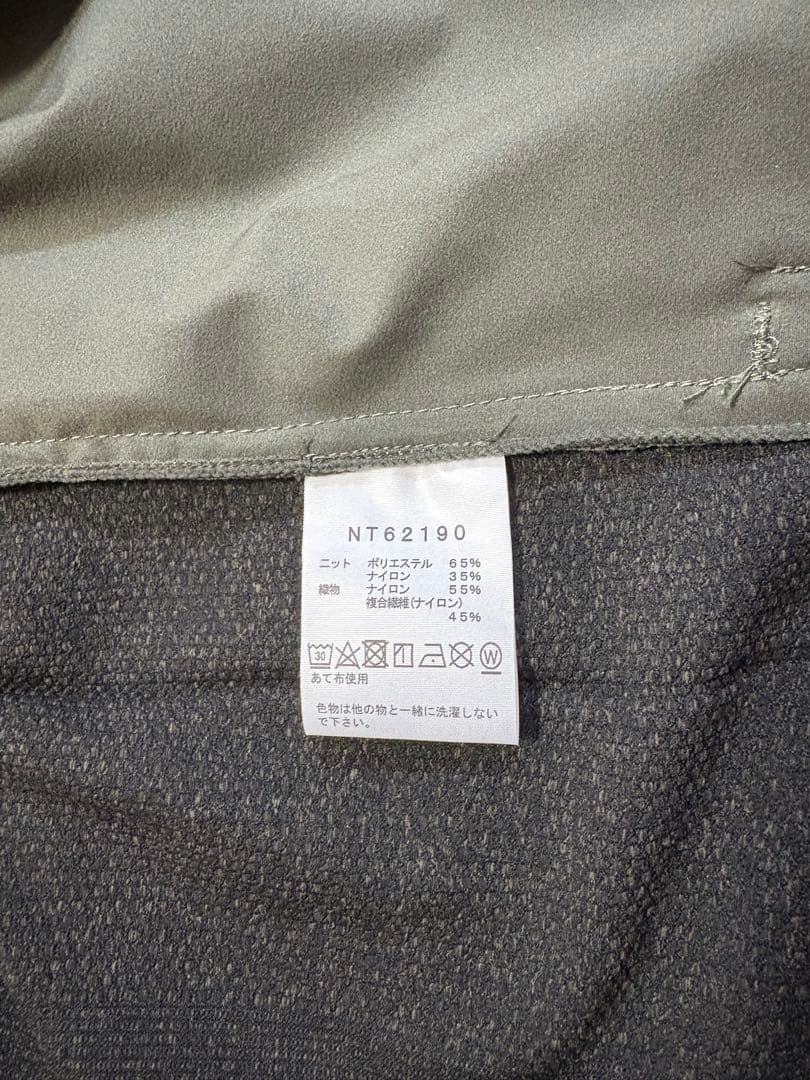 NT62190
ニット ポリエステル 65%
ナイロン 35%
織物 ナイロン 55%
複合繊維(ナイロン)
45%
30 W
あて布使用
色物は他の物と一緒に洗濯しない
で下さい。